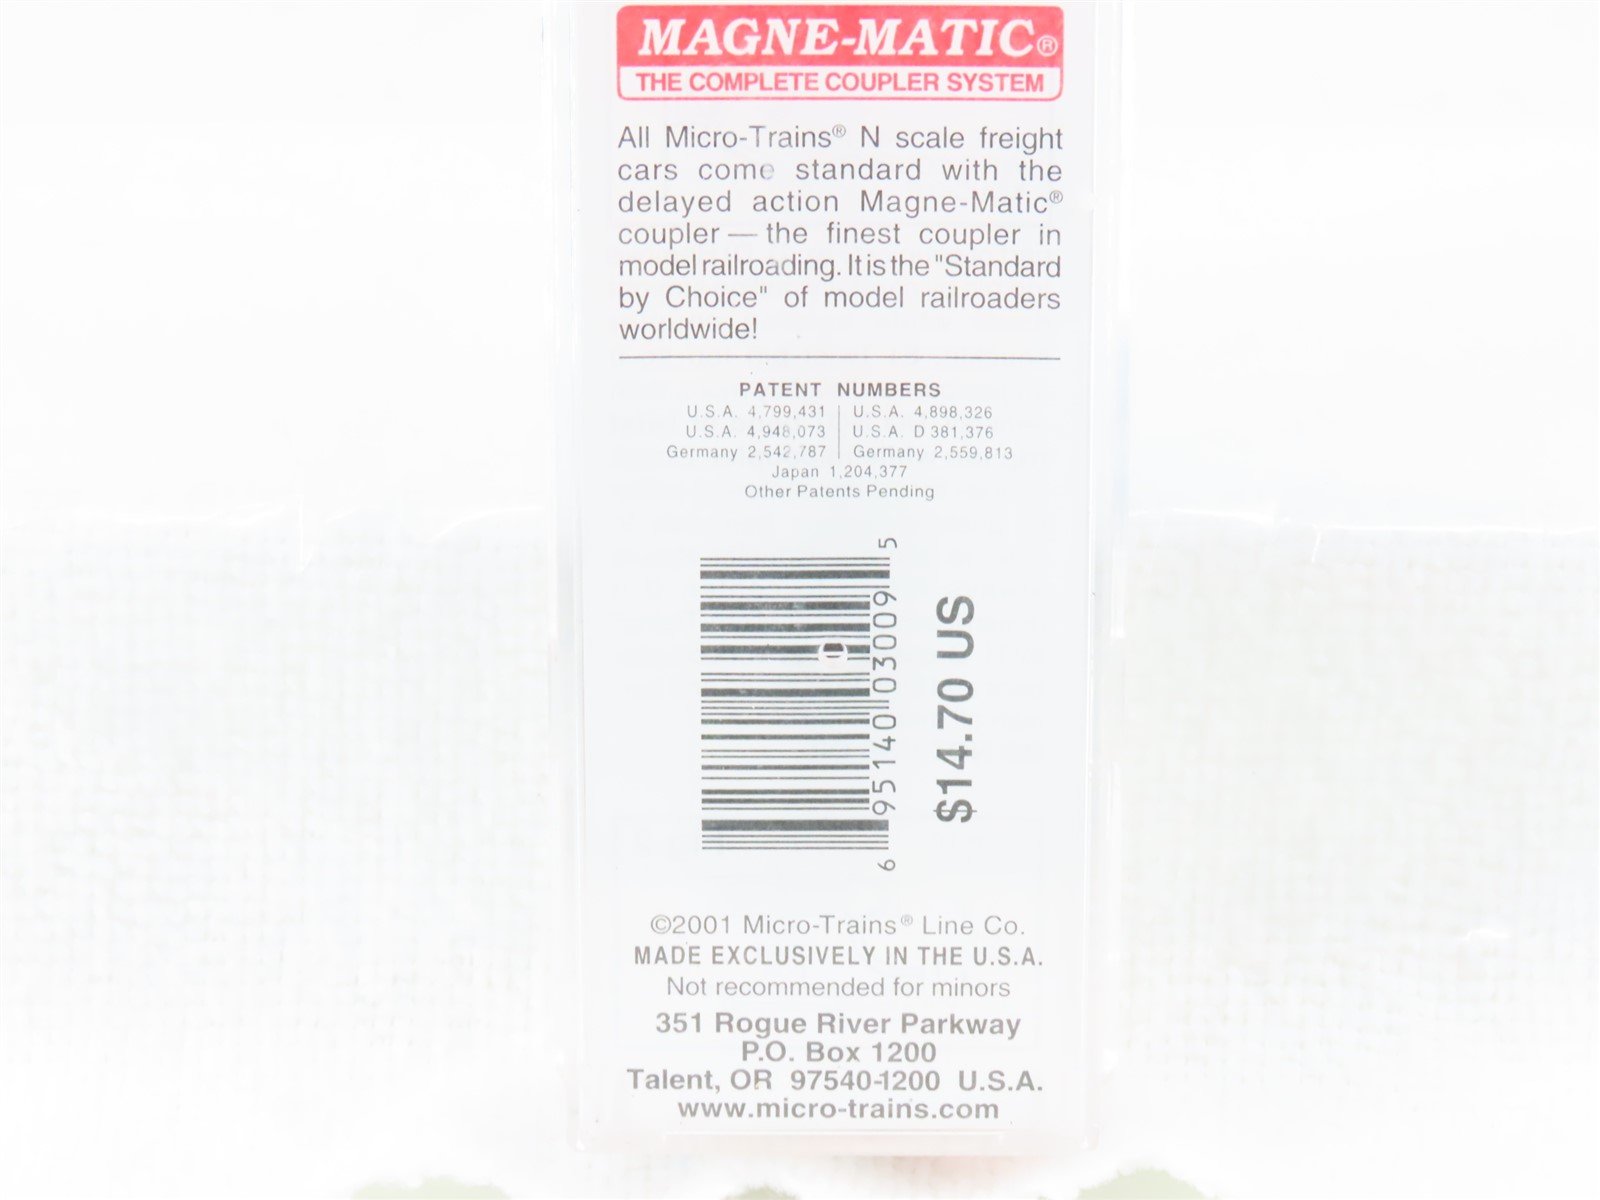 MAGNE-MATIC®
THE COMPLETE COUPLER SYSTEM
All Micro-Trains® N scale freight
cars come standard with the
delayed action Magne-Matic®
coupler — the finest coupler in
model railroading. It is the "Standard
by Choice" of model railroaders
worldwide!
PATENT NUMBERS
U.S.A. 4,799,431 | U.S.A. 4,898,326
U.S.A. 4,948,073 | U.S.A. D 381,376
Germany 2,542,787 | Germany 2,559,813
Japan 1,204,377
Other Patents Pending
6 95140 03009 5
$14.70 US
©2001 Micro-Trains® Line Co.
MADE EXCLUSIVELY IN THE U.S.A.
Not recommended for minors
351 Rogue River Parkway
P.O. Box 1200
Talent, OR 97540-1200 U.S.A.
www.micro-trains.com